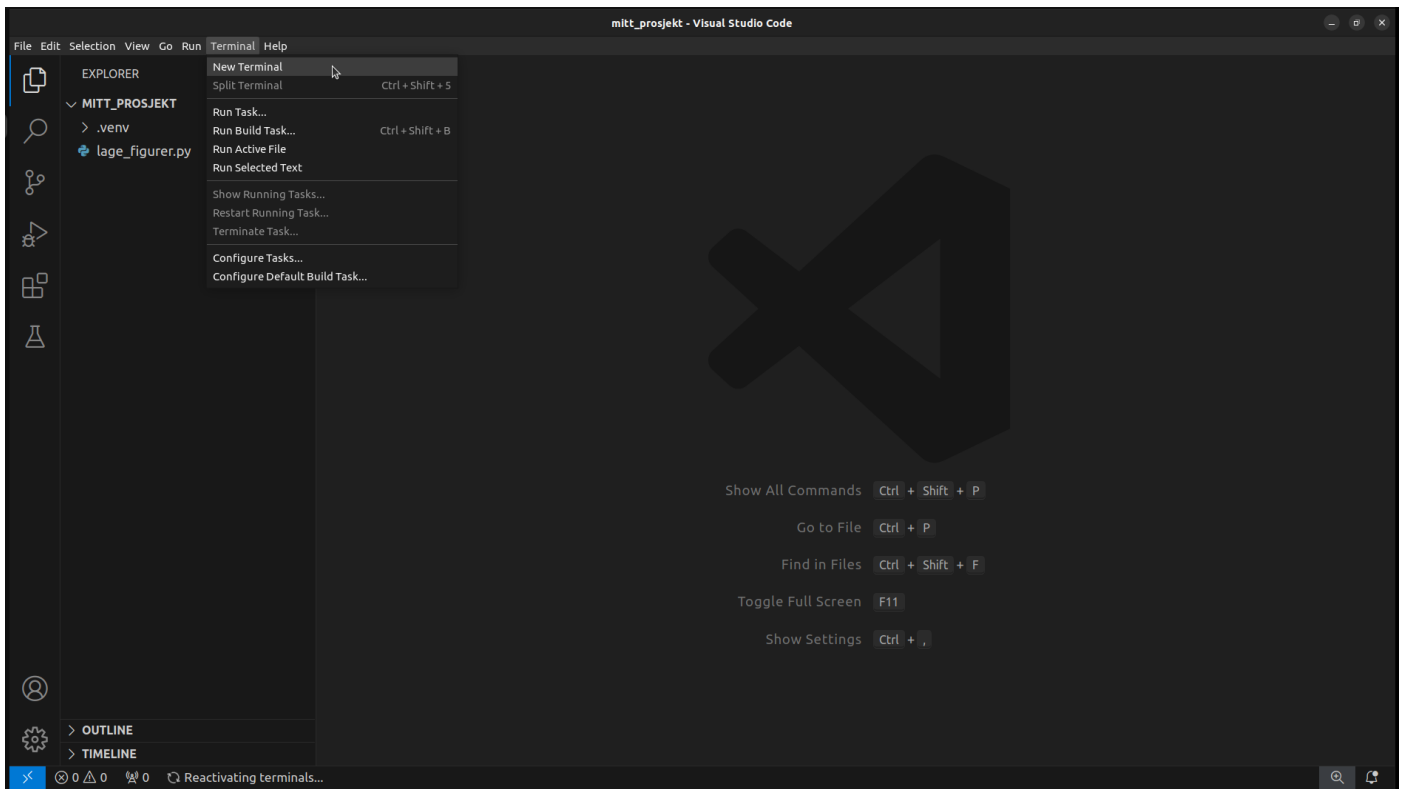 mitt_prosjekt - Visual Studio Code
File Edit Selection View Go Run Terminal Help
EXPLORER
MITT_PROSJEKT
.venv
lage_figurer.py
New Terminal
Split Terminal Ctrl + Shift + 5
Run Task...
Run Build Task... Ctrl + Shift + B
Run Active File
Run Selected Text
Show Running Tasks...
Restart Running Task...
Terminate Task...
Configure Tasks...
Configure Default Build Task...
Show All Commands Ctrl + Shift + P
Go to File Ctrl + P
Find in Files Ctrl + Shift + F
Toggle Full Screen F11
Show Settings Ctrl + ,
OUTLINE
TIMELINE
0 0 0 Reactivating terminals...